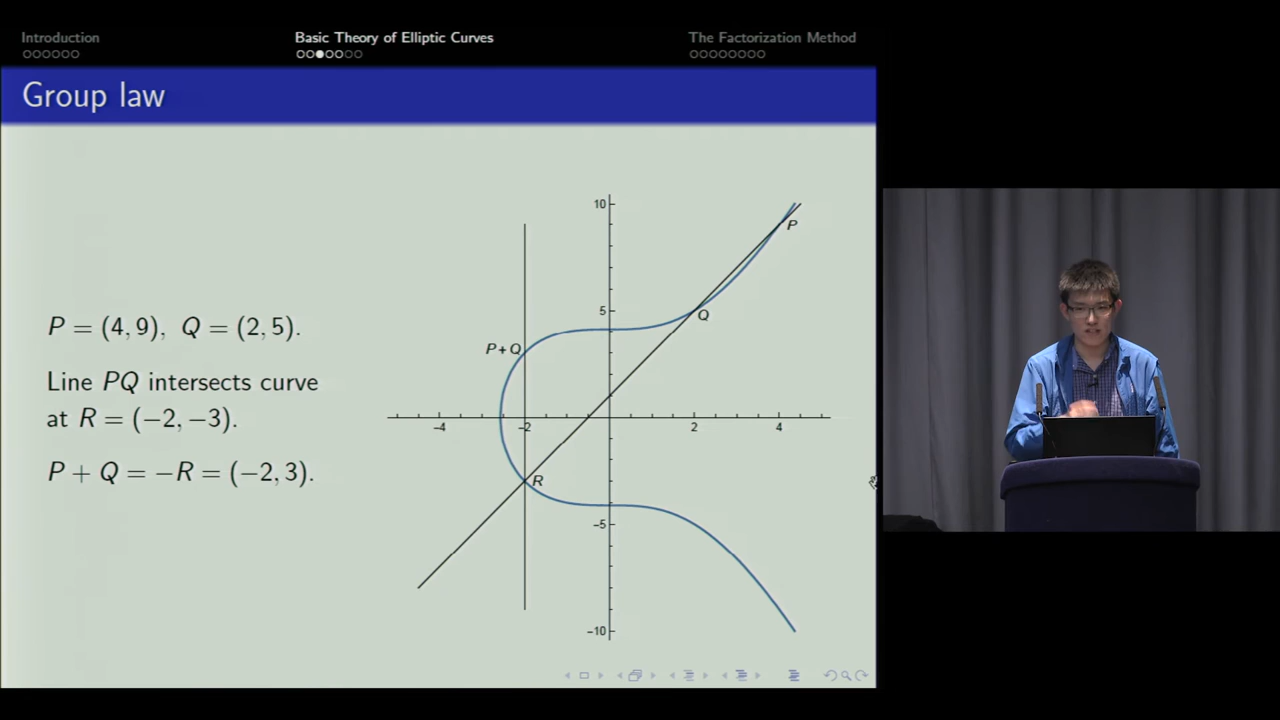 Introduction
Basic Theory of Elliptic Curves
The Factorization Method
Group law
P = (4, 9), Q = (2, 5).
Line PQ intersects curve
at R = (−2, −3).
P + Q = −R = (−2, 3).
10
P
5
Q
P+Q
−4
−2
2
4
R
−5
−10